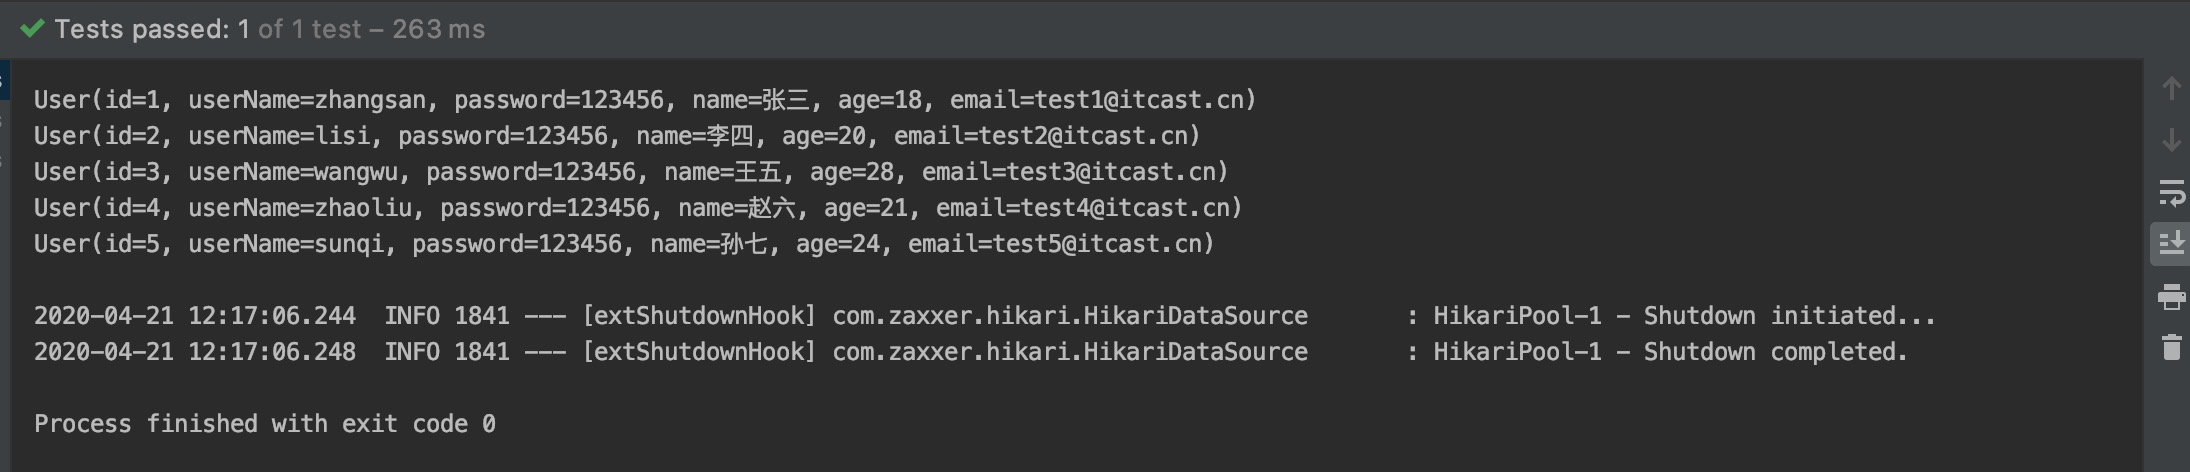 Tests passed: 1 of 1 test – 263 ms
User(id=1, userName=zhangsan, password=123456, name=张三, age=18, email=test1@itcast.cn)
User(id=2, userName=lisi, password=123456, name=李四, age=20, email=test2@itcast.cn)
User(id=3, userName=wangwu, password=123456, name=王五, age=28, email=test3@itcast.cn)
User(id=4, userName=zhaoliu, password=123456, name=赵六, age=21, email=test4@itcast.cn)
User(id=5, userName=sunqi, password=123456, name=孙七, age=24, email=test5@itcast.cn)
2020-04-21 12:17:06.244  INFO 1841 --- [extShutdownHook] com.zaxxer.hikari.HikariDataSource       : HikariPool-1 - Shutdown initiated...
2020-04-21 12:17:06.248  INFO 1841 --- [extShutdownHook] com.zaxxer.hikari.HikariDataSource       : HikariPool-1 - Shutdown completed.
Process finished with exit code 0